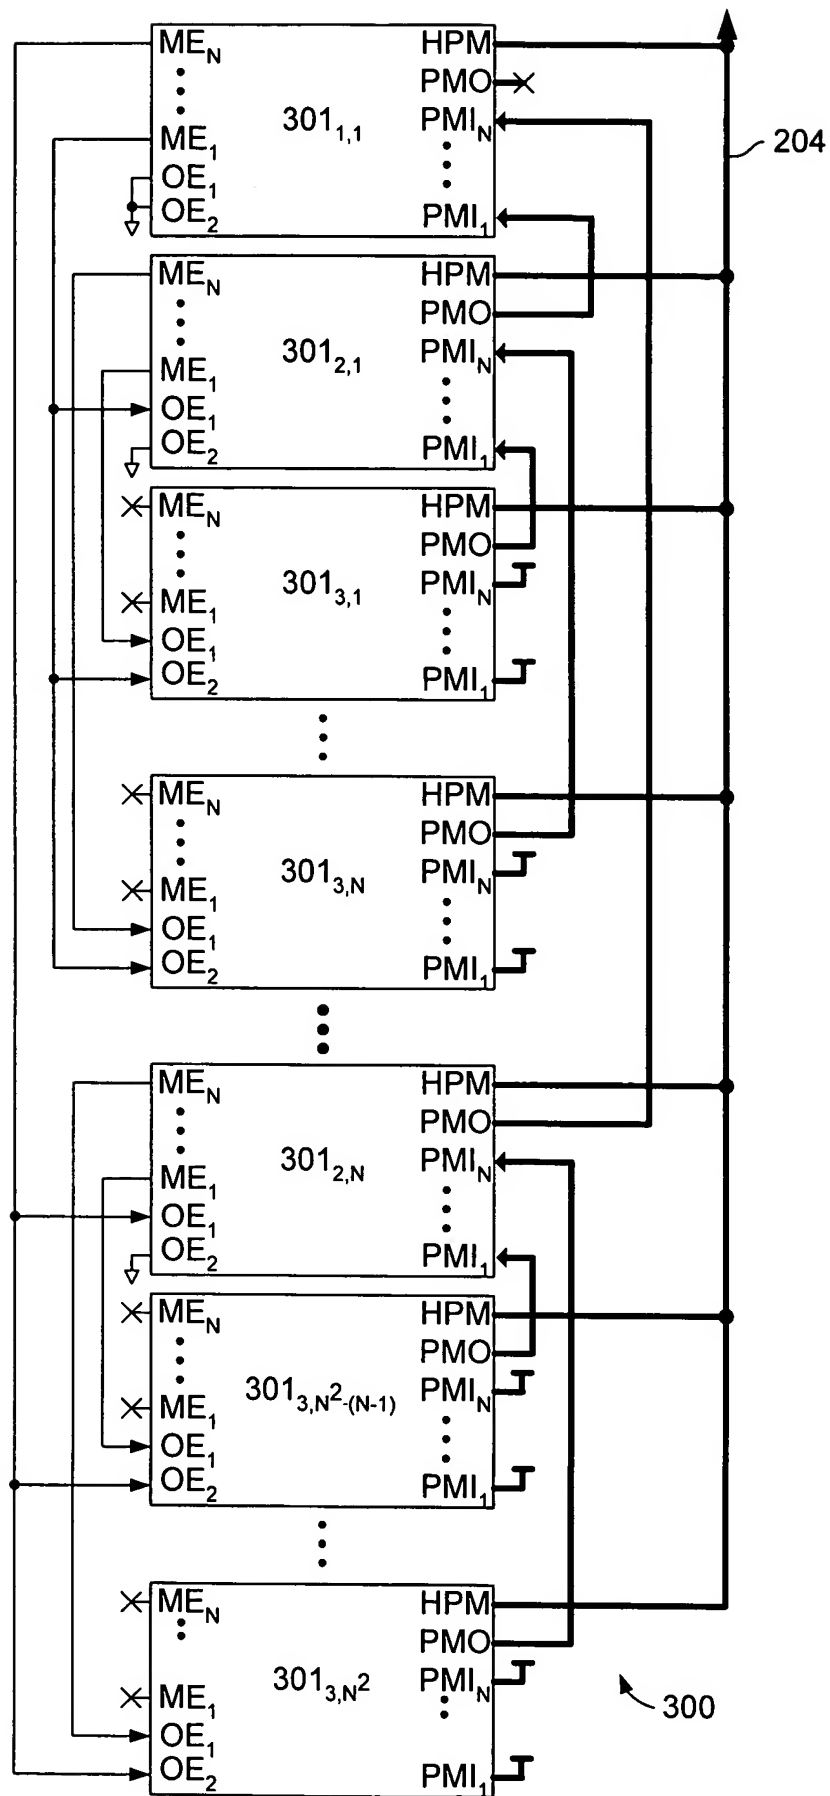 ME_N HPM
PMO
301_1,1 PMI_N
ME_1
OE_1
OE_2 PMI_1
204
ME_N HPM
PMO
301_2,1 PMI_N
ME_1
OE_1
OE_2 PMI_1
ME_N HPM
PMO
301_3,1 PMI_N
ME_1
OE_1
OE_2 PMI_1
ME_N HPM
PMO
301_3,N PMI_N
ME_1
OE_1
OE_2 PMI_1
ME_N HPM
PMO
301_2,N PMI_N
ME_1
OE_1
OE_2 PMI_1
ME_N HPM
PMO
301_3,N²-(N-1) PMI_N
ME_1
OE_1
OE_2 PMI_1
ME_N HPM
PMO
301_3,N² PMI_N
ME_1
OE_1
OE_2 PMI_1
300